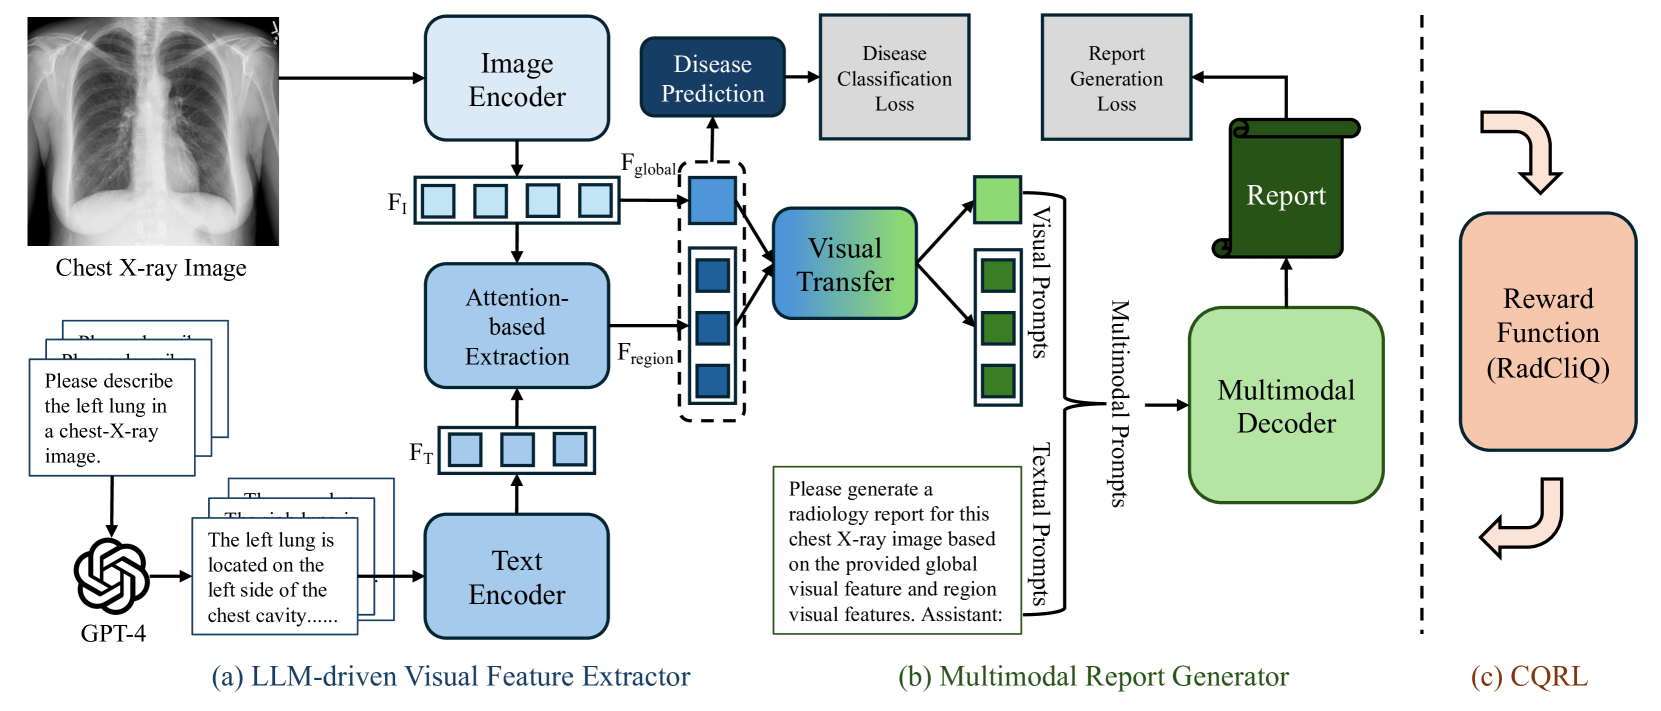 Chest X-ray Image
Please describe
the left lung in
a chest-X-ray
image.
GPT-4
The left lung is
located on the
left side of the
chest cavity......
Image
Encoder
F_I
Attention-
based
Extraction
F_T
Text
Encoder
F_global
F_region
Disease
Prediction
Disease
Classification
Loss
Visual
Transfer
Report
Generation
Loss
Report
Visual Prompts
Textual Prompts
Multimodal Prompts
Multimodal
Decoder
Please generate a
radiology report for this
chest X-ray image based
on the provided global
visual feature and region
visual features. Assistant:
Reward
Function
(RadCliQ)
(a) LLM-driven Visual Feature Extractor
(b) Multimodal Report Generator
(c) CQRL